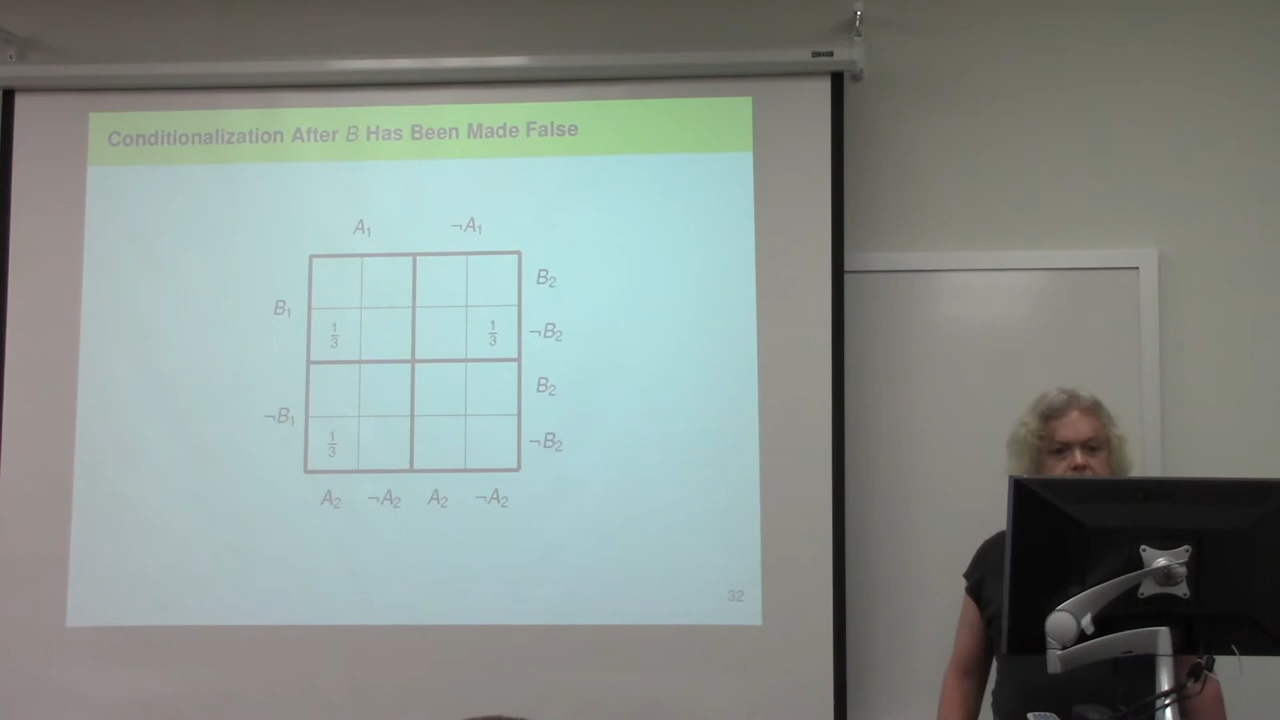 Conditionalization After B Has Been Made False
A₁ ¬A₁
B₂
B₁
1/3 1/3 ¬B₂
B₂
¬B₁
1/3 ¬B₂
A₂ ¬A₂ A₂ ¬A₂
32